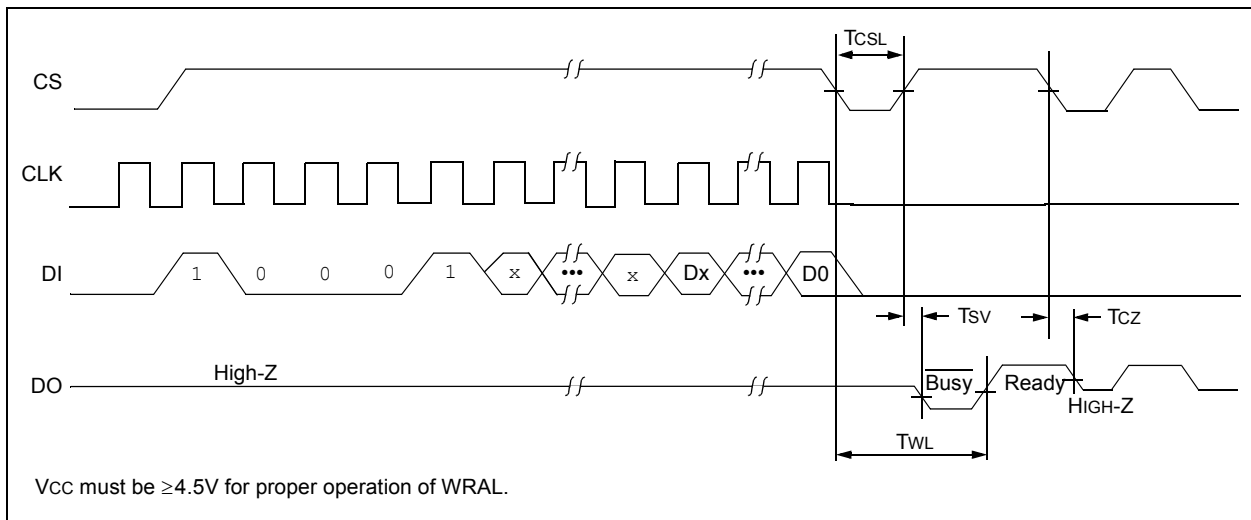 TCSL
CS
CLK
DI 1 0 0 0 1 x ••• x Dx ••• D0
TSV TCZ
High-Z
DO Busy Ready
HIGH-Z
TWL
VCC must be ≥4.5V for proper operation of WRAL.